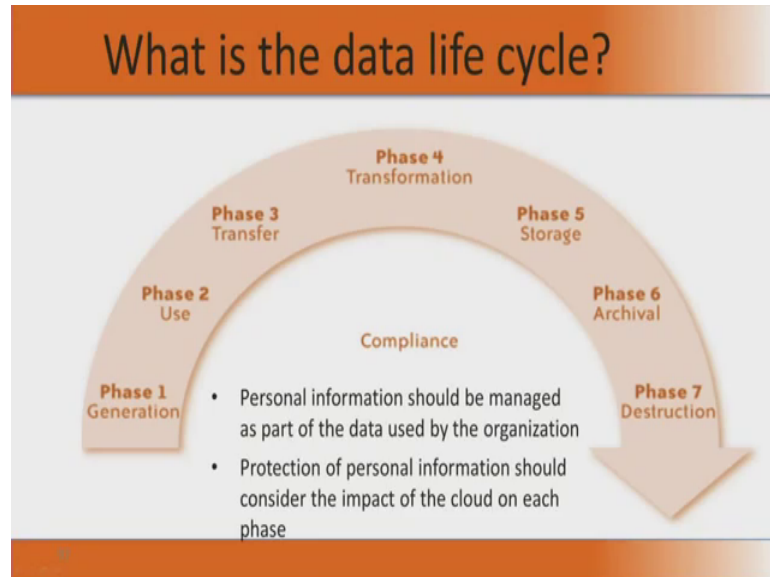 What is the data life cycle?
Phase 4
Transformation
Phase 3
Transfer
Phase 5
Storage
Phase 2
Use
Phase 6
Archival
Compliance
Phase 1
Generation
Phase 7
Destruction
• Personal information should be managed
as part of the data used by the organization
• Protection of personal information should
consider the impact of the cloud on each
phase